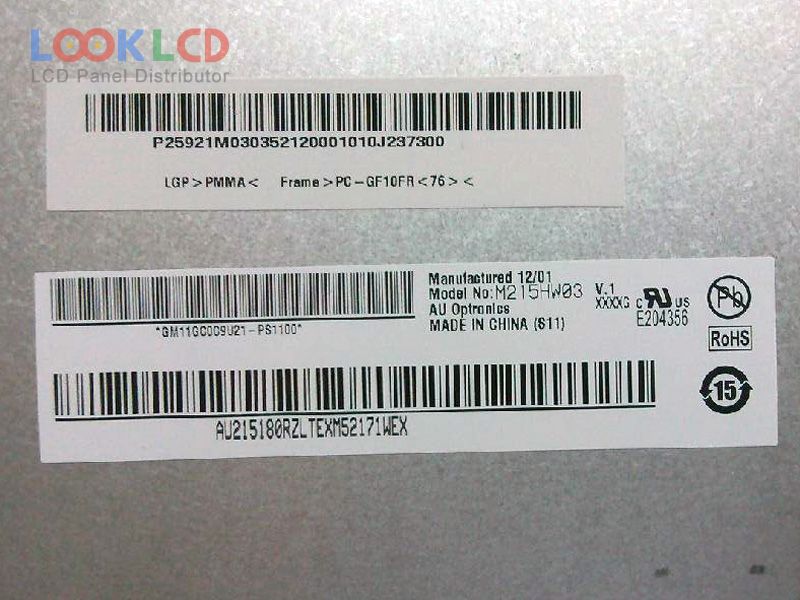 LOOKLCD
LCD Panel Distributor
P25921M030352120001010J237300
LGP>PMMA< Frame>PC-GF10FR<76><
Manufactured 12/01
Model No:M215HW03 V.1
AU Optronics XXXXG c US
MADE IN CHINA (S11) E204356
*GM11GC009U21-PS1100*
Pb
RoHS
15
AU215180RZLTEXM52171WEX